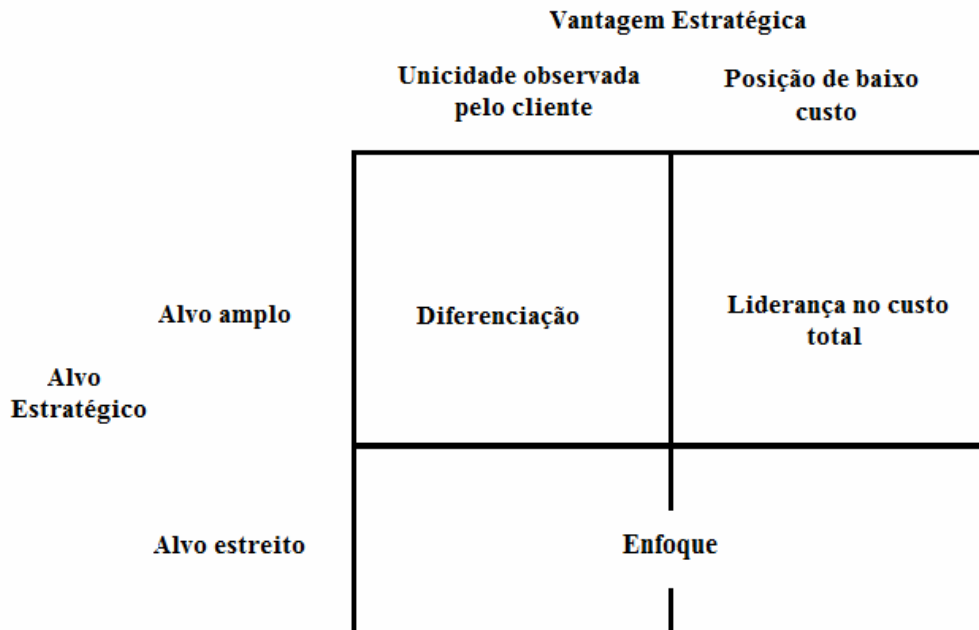 Vantagem Estratégica
Unicidade observada
pelo cliente
Posição de baixo
custo
Alvo amplo
Diferenciação
Liderança no custo
total
Alvo
Estratégico
Alvo estreito
Enfoque